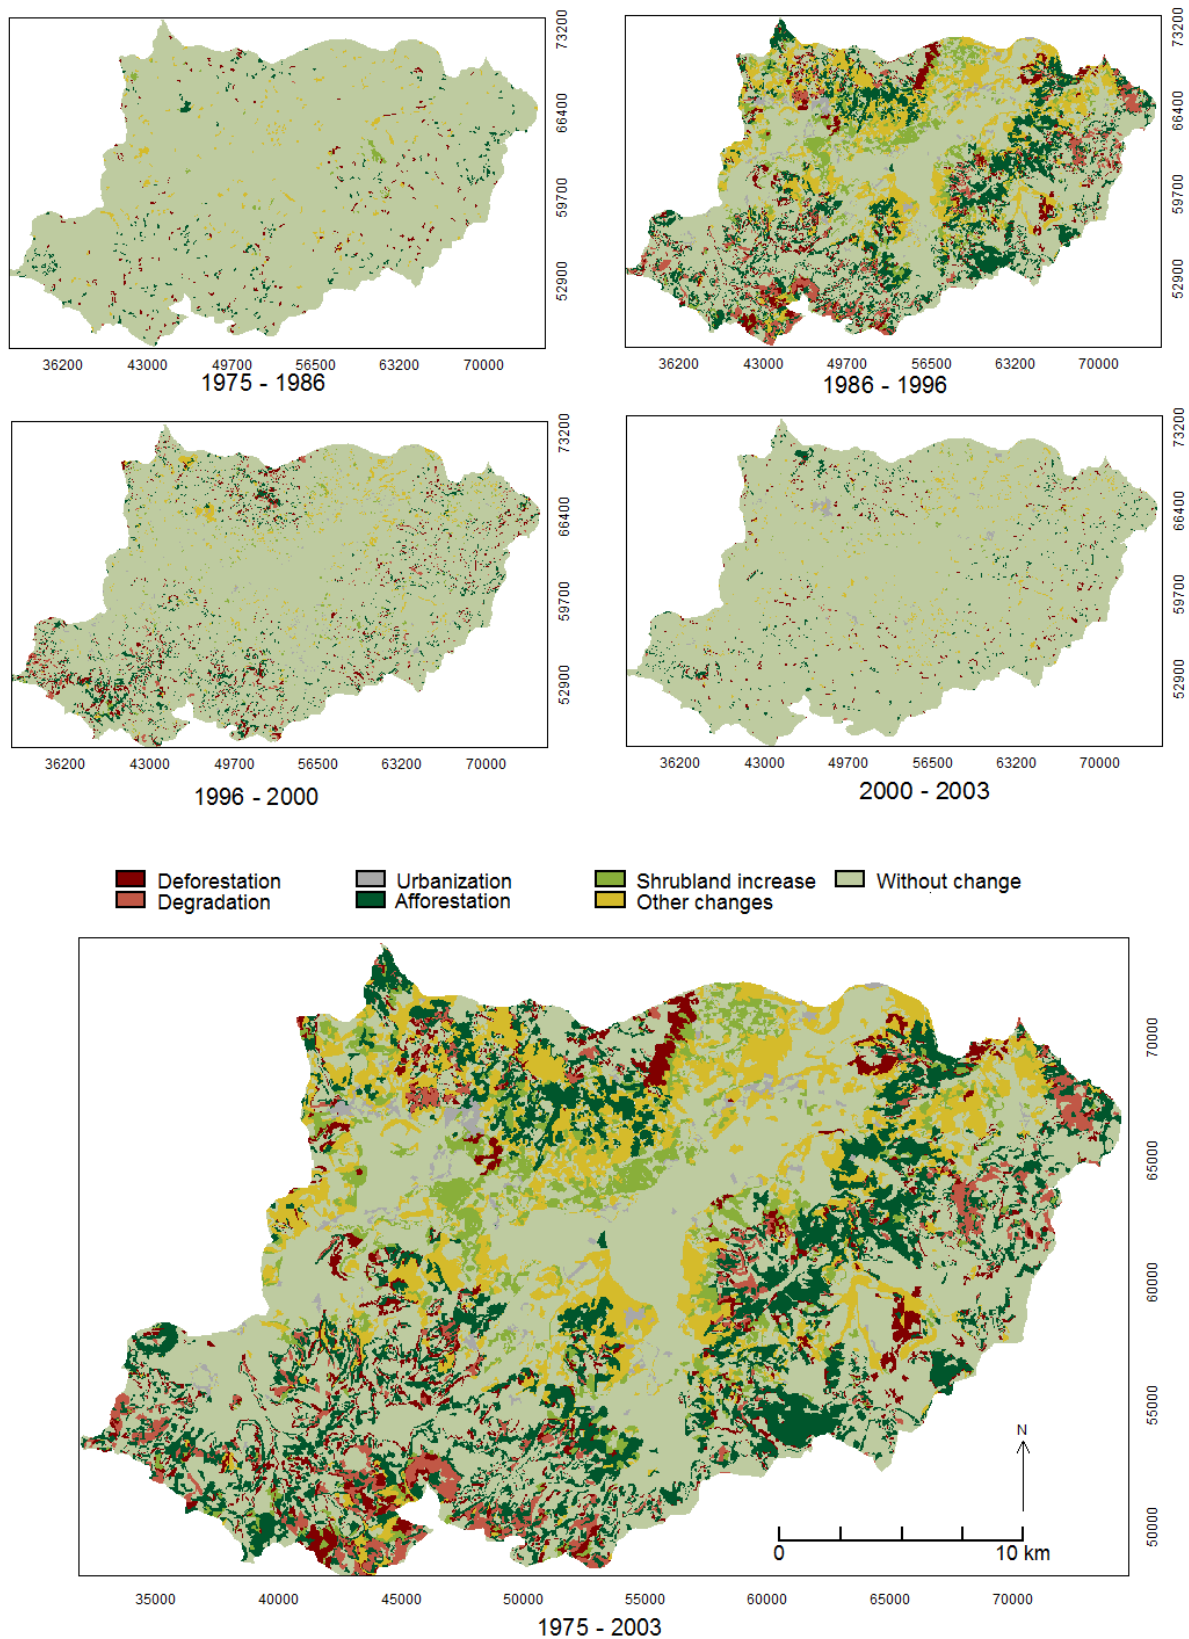 73200
66400
59700
52900
36200 43000 49700 56500 63200 70000
1975 - 1986
73200
66400
59700
52900
36200 43000 49700 56500 63200 70000
1986 - 1996
73200
66400
59700
52900
36200 43000 49700 56500 63200 70000
1996 - 2000
73200
66400
59700
52900
36200 43000 49700 56500 63200 70000
2000 - 2003
Deforestation Urbanization Shrubland increase Without change
Degradation Afforestation Other changes
70000
65000
60000
55000
50000
N
0 10 km
35000 40000 45000 50000 55000 60000 65000 70000
1975 - 2003